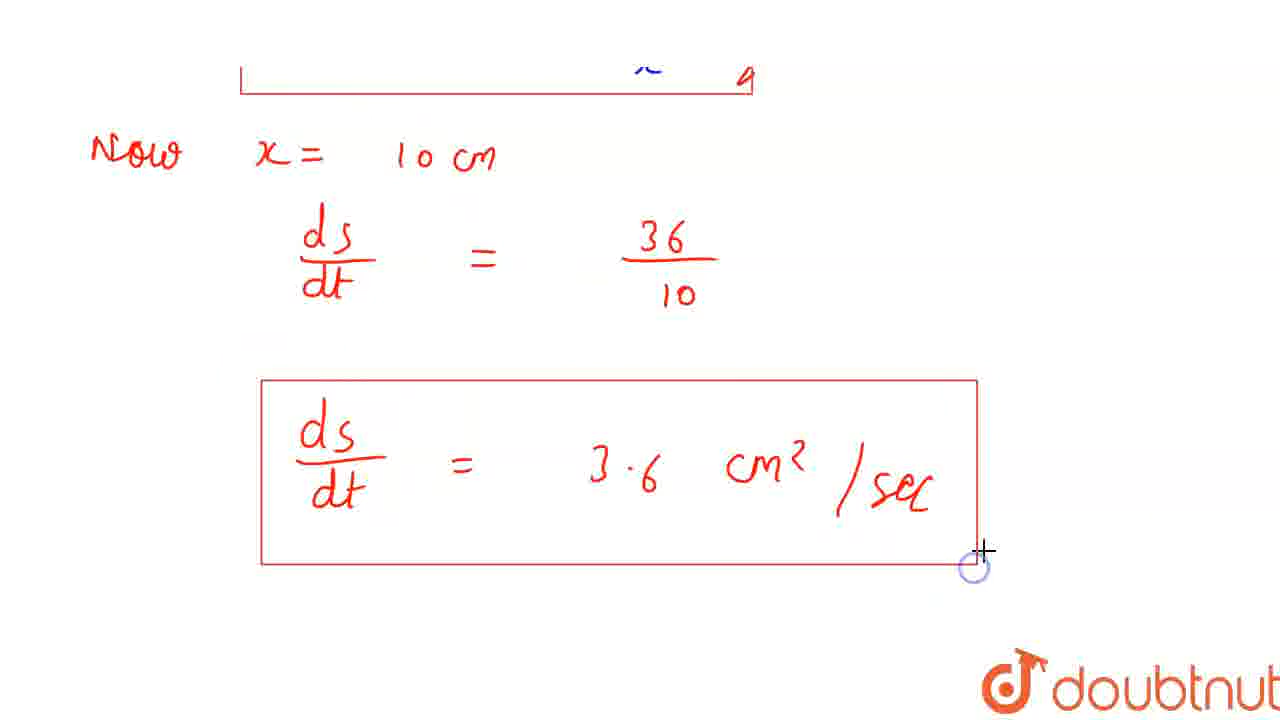 Now x = 10 cm
ds/dt = 36/10
ds/dt = 3.6 cm² / sec
doubtnut